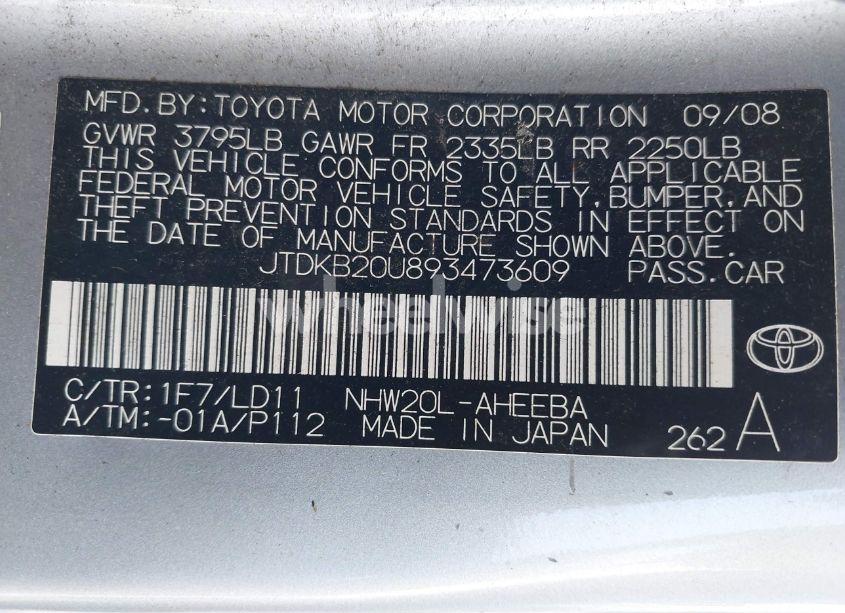 MFD. BY: TOYOTA MOTOR CORPORATION 09/08
GVWR 3795LB GAWR FR 2335LB RR 2250LB
THIS VEHICLE CONFORMS TO ALL APPLICABLE
FEDERAL MOTOR VEHICLE SAFETY, BUMPER, AND
THEFT PREVENTION STANDARDS IN EFFECT ON
THE DATE OF MANUFACTURE SHOWN ABOVE.
JTDKB20U893473609 PASS.CAR
wheelwise
C/TR: 1F7/LD11 NHW20L-AHEEBA
A/TM: -01A/P112 MADE IN JAPAN 262 A